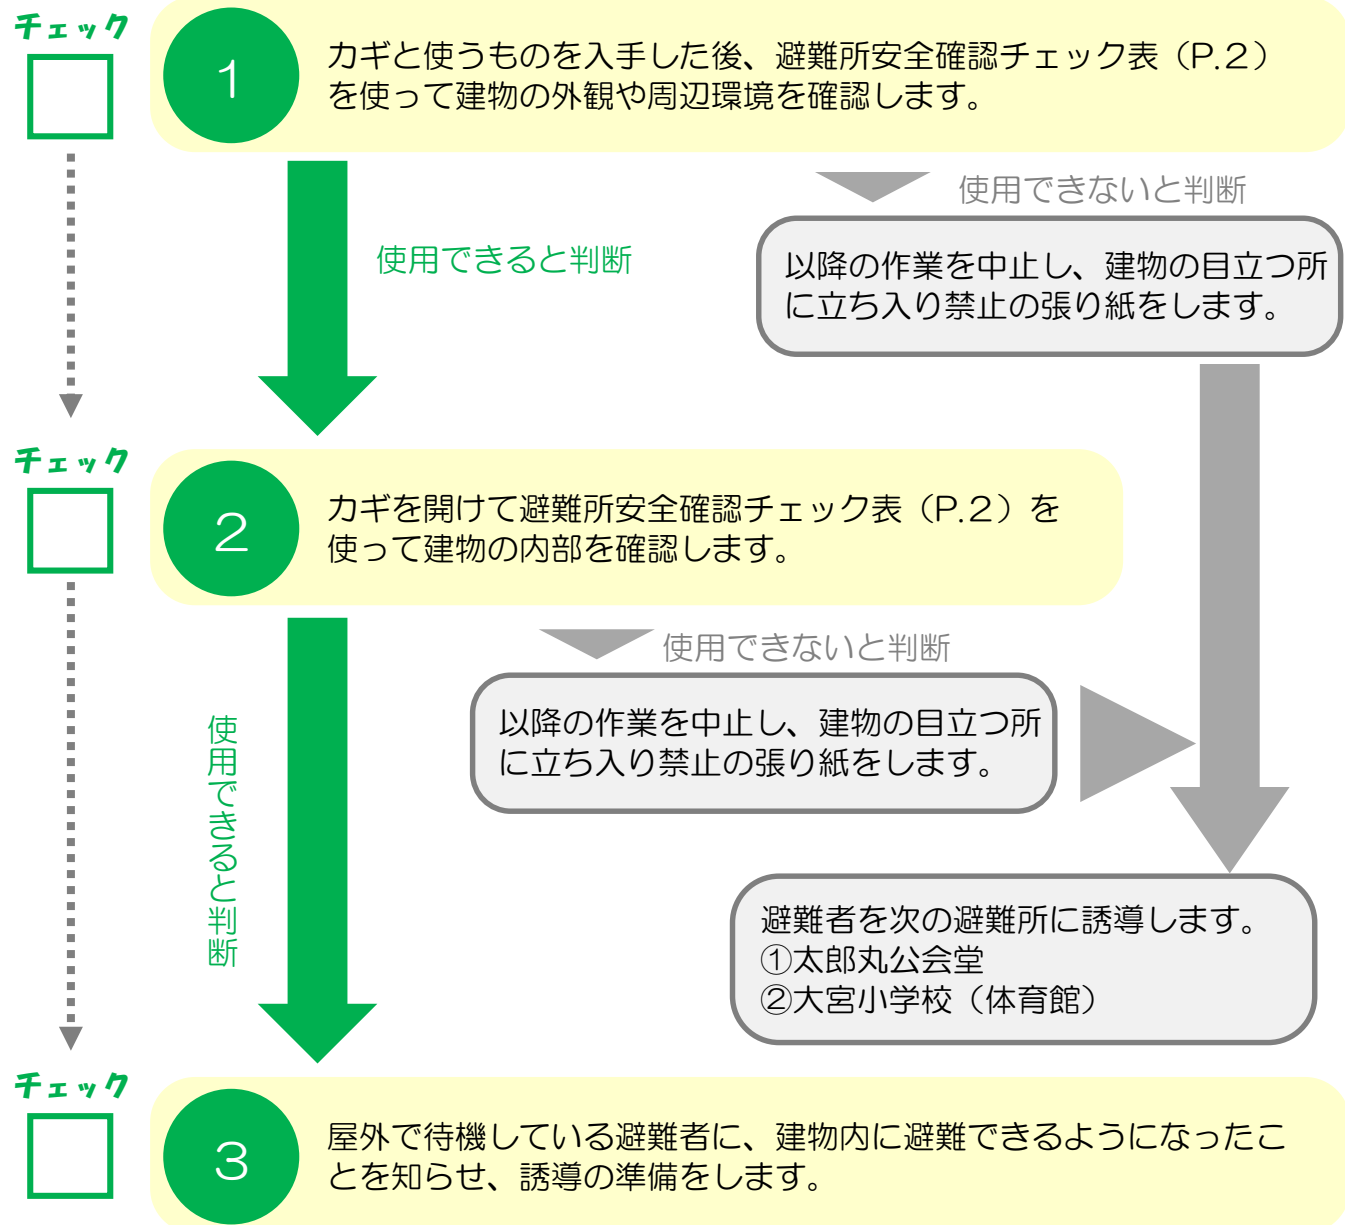 チェック
1
カギと使うものを入手した後、避難所安全確認チェック表（P.2）
を使って建物の外観や周辺環境を確認します。
使用できないと判断
使用できると判断
以降の作業を中止し、建物の目立つ所
に立ち入り禁止の張り紙をします。
チェック
2
カギを開けて避難所安全確認チェック表（P.2）を
使って建物の内部を確認します。
使用できないと判断
使用できると判断
以降の作業を中止し、建物の目立つ所
に立ち入り禁止の張り紙をします。
避難者を次の避難所に誘導します。
①太郎丸公会堂
②大宮小学校（体育館）
チェック
3
屋外で待機している避難者に、建物内に避難できるようになったこ
とを知らせ、誘導の準備をします。